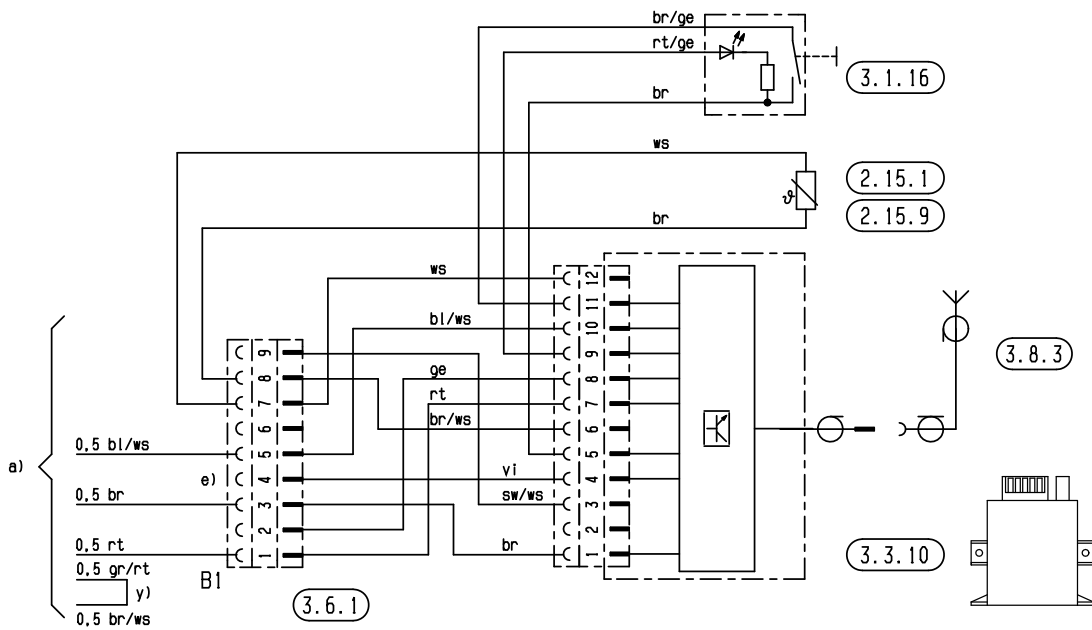 br/ge
rt/ge
3.1.16
br
ws
2.15.1
ϑ
2.15.9
br
ws
12
11
bl/ws
10
9
9
3.8.3
8
ge
8
7
rt
7
6
br/ws
6
0,5 bl/ws
5
5
a)
e)
4
vi
4
0,5 br
3
sw/ws
3
2
2
0,5 rt
1
br
1
3.3.10
0,5 gr/rt
B1
y)
3.6.1
0,5 br/ws